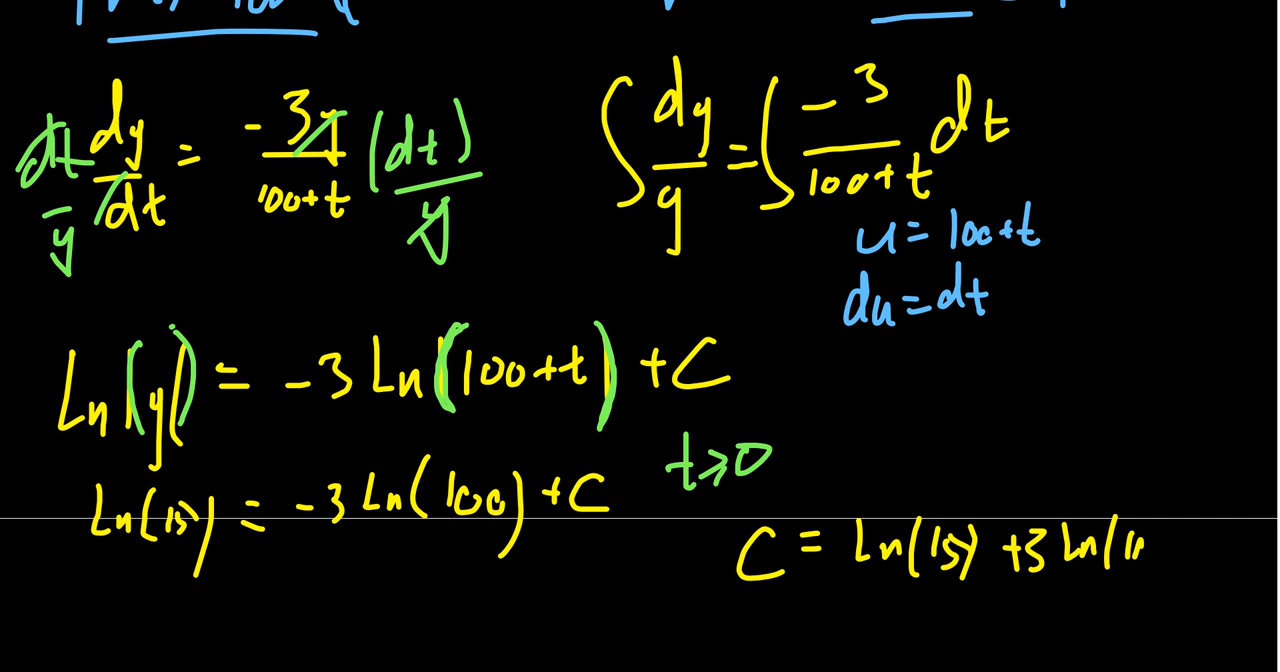 dt/y dy/dt = -3y/(100+t) (dt)/y
∫ dy/y = ∫ -3/(100+t) dt
u = 100+t
du = dt
Ln|(y)| = -3 Ln|(100+t)| + C
t ≥ 0
Ln(15) = -3 Ln(100) + C
C = Ln(15) + 3 Ln(1